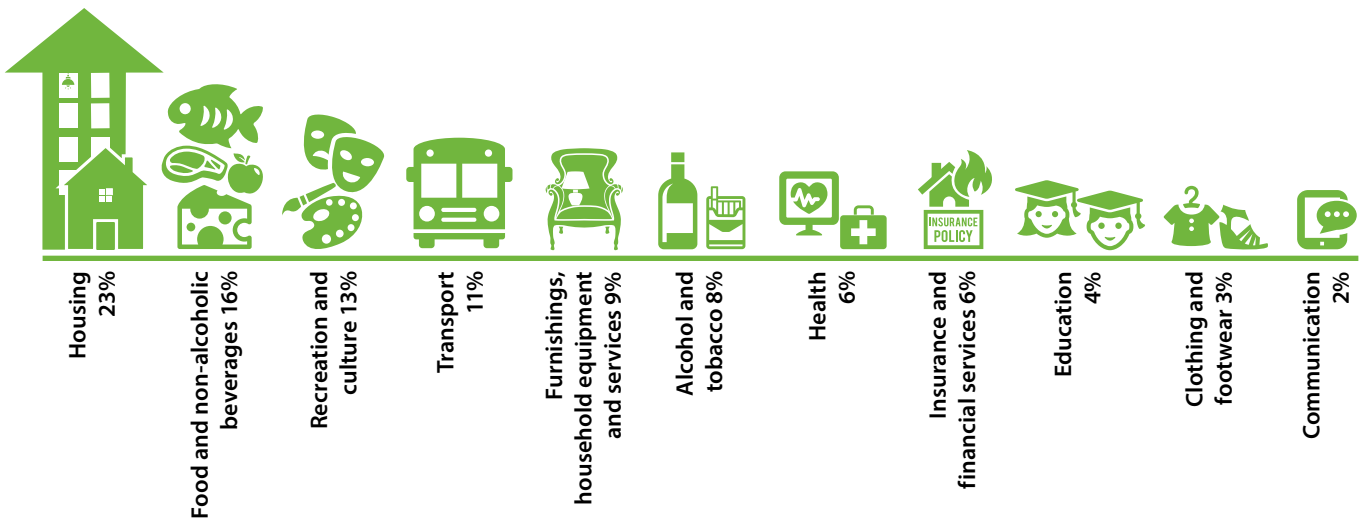 INSURANCE
POLICY
Housing
23%
Food and non-alcoholic
beverages 16%
Recreation and
culture 13%
Transport
11%
Furnishings,
household equipment
and services 9%
Alcohol and
tobacco 8%
Health
6%
Insurance and
financial services 6%
Education
4%
Clothing and
footwear 3%
Communication
2%